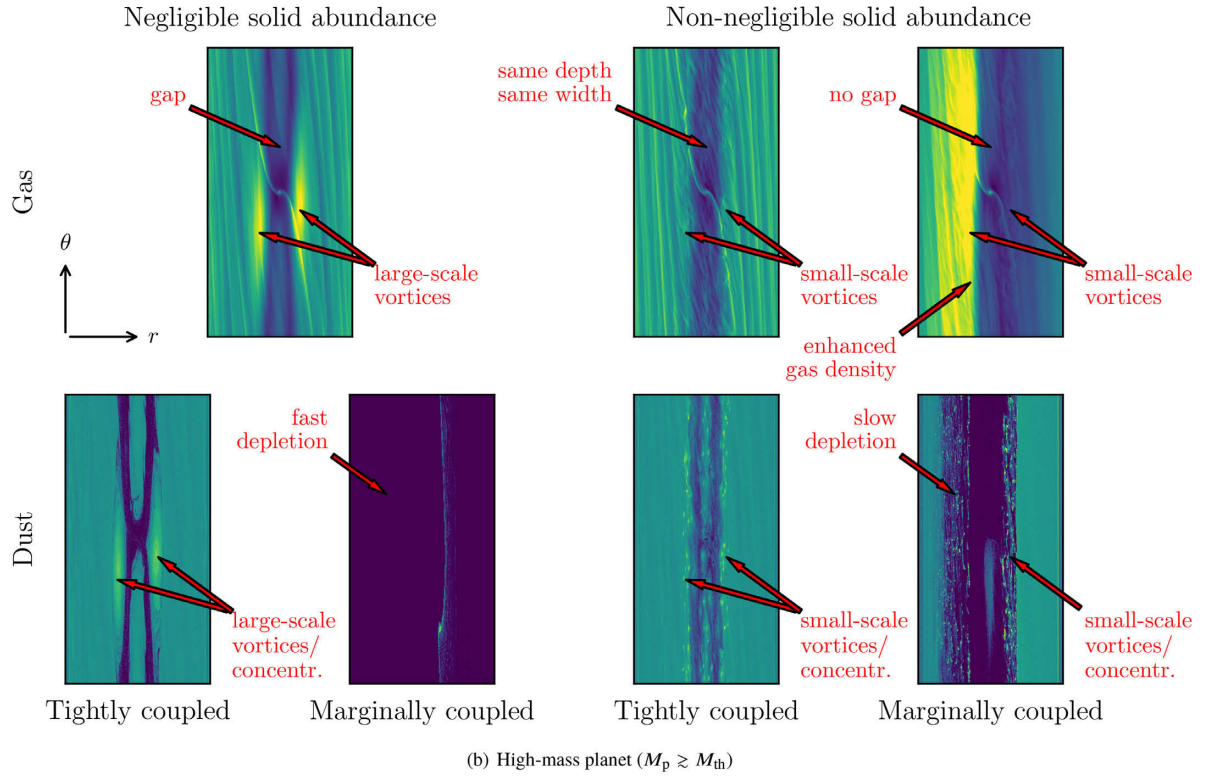 Negligible solid abundance
Non-negligible solid abundance
Gas
θ
r
gap
large-scale
vortices
same depth
same width
small-scale
vortices
no gap
small-scale
vortices
enhanced
gas density
Dust
large-scale
vortices/
concentr.
fast
depletion
small-scale
vortices/
concentr.
slow
depletion
small-scale
vortices/
concentr.
Tightly coupled
Marginally coupled
Tightly coupled
Marginally coupled
(b) High-mass planet (Mp ≳ Mth)